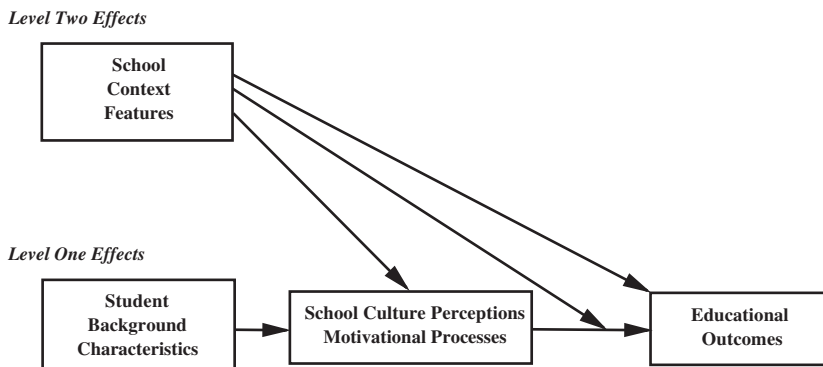 Level Two Effects
School
Context
Features
Level One Effects
Student
Background
Characteristics
School Culture Perceptions
Motivational Processes
Educational
Outcomes